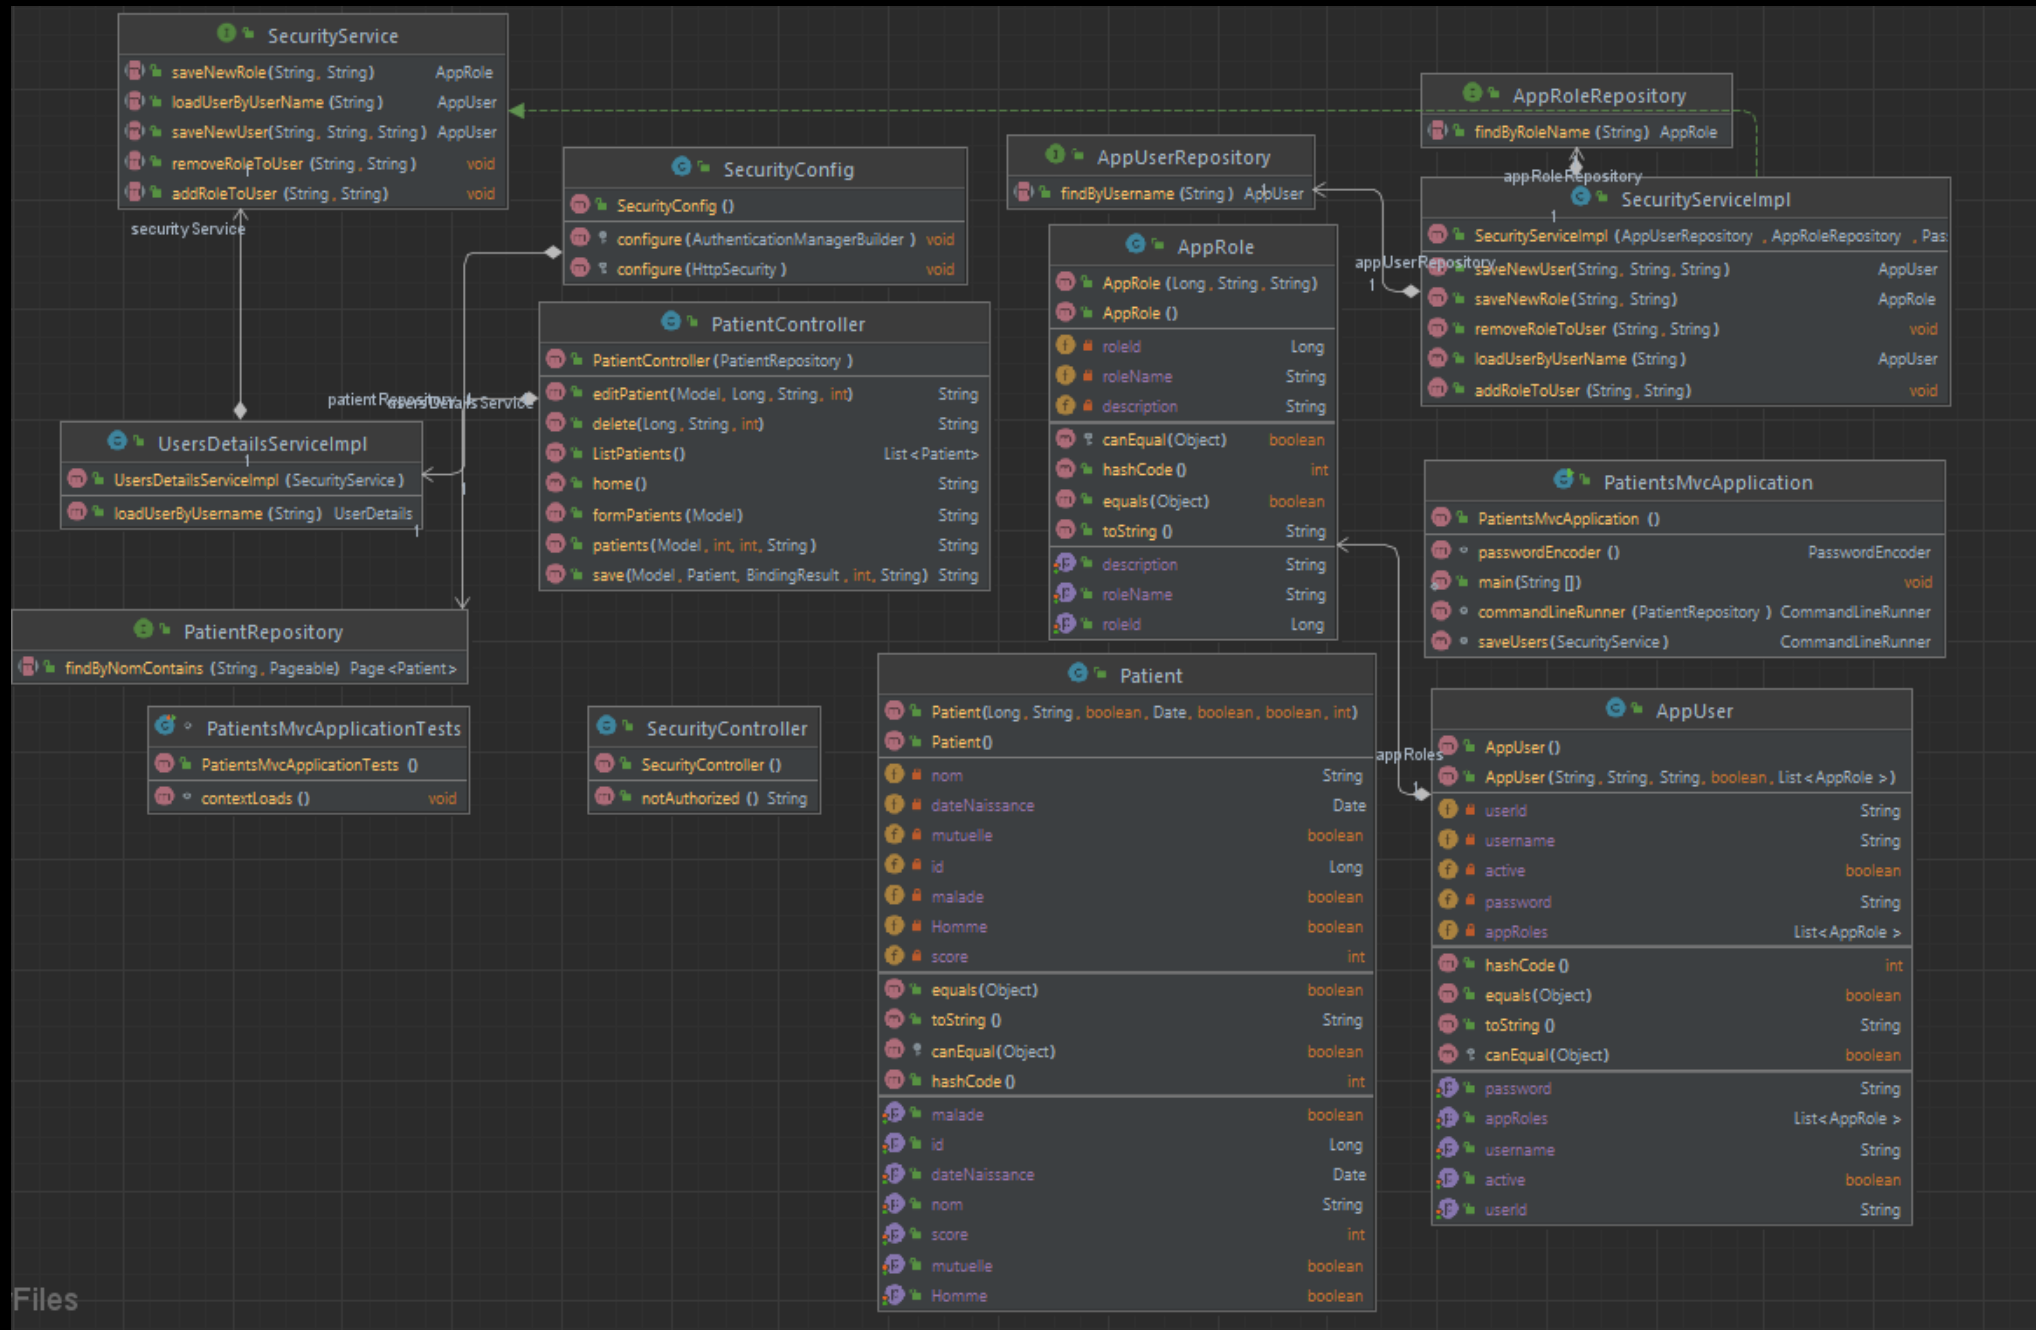 SecurityService
saveNewRole(String, String) AppRole
loadUserByUserName (String) AppUser
saveNewUser(String, String, String) AppUser
removeRoleToUser (String, String) void
addRoleToUser (String, String) void
securityService
1
SecurityConfig
SecurityConfig ()
configure (AuthenticationManagerBuilder ) void
configure (HttpSecurity ) void
AppUserRepository
findByUsername (String) AppUser
1
AppRoleRepository
findByRoleName (String) AppRole
appRoleRepository
1
SecurityServiceImpl
SecurityServiceImpl (AppUserRepository , AppRoleRepository , Pas
saveNewUser(String, String, String) AppUser
saveNewRole(String, String) AppRole
removeRoleToUser (String, String) void
loadUserByUserName (String) AppUser
addRoleToUser (String, String) void
appUserRepository
1
AppRole
AppRole (Long, String, String)
AppRole ()
roleId Long
roleName String
description String
canEqual(Object) boolean
hashCode () int
equals(Object) boolean
toString () String
description String
roleName String
roleId Long
PatientController
PatientController (PatientRepository )
editPatient(Model, Long, String, int) String
delete(Long, String, int) String
ListPatients() List<Patient>
home() String
formPatients (Model) String
patients(Model, int, int, String) String
save(Model, Patient, BindingResult , int, String) String
patientRepository
usersDetailsService
1
UsersDetailsServiceImpl
1
UsersDetailsServiceImpl (SecurityService)
loadUserByUsername (String) UserDetails
1
PatientRepository
findByNomContains (String, Pageable) Page<Patient>
PatientsMvcApplicationTests
PatientsMvcApplicationTests ()
contextLoads () void
SecurityController
SecurityController ()
notAuthorized () String
PatientsMvcApplication
PatientsMvcApplication ()
passwordEncoder () PasswordEncoder
main(String []) void
commandLineRunner (PatientRepository ) CommandLineRunner
saveUsers(SecurityService ) CommandLineRunner
Patient
Patient(Long, String, boolean, Date, boolean, boolean, int)
Patient()
nom String
dateNaissance Date
mutuelle boolean
id Long
malade boolean
Homme boolean
score int
equals(Object) boolean
toString () String
canEqual(Object) boolean
hashCode () int
malade boolean
id Long
dateNaissance Date
nom String
score int
mutuelle boolean
Homme boolean
appRoles
1
AppUser
AppUser ()
AppUser (String, String, String, boolean, List<AppRole >)
userId String
username String
active boolean
password String
appRoles List<AppRole >
hashCode () int
equals(Object) boolean
toString () String
canEqual(Object) boolean
password String
appRoles List<AppRole >
username String
active boolean
userId String
Files